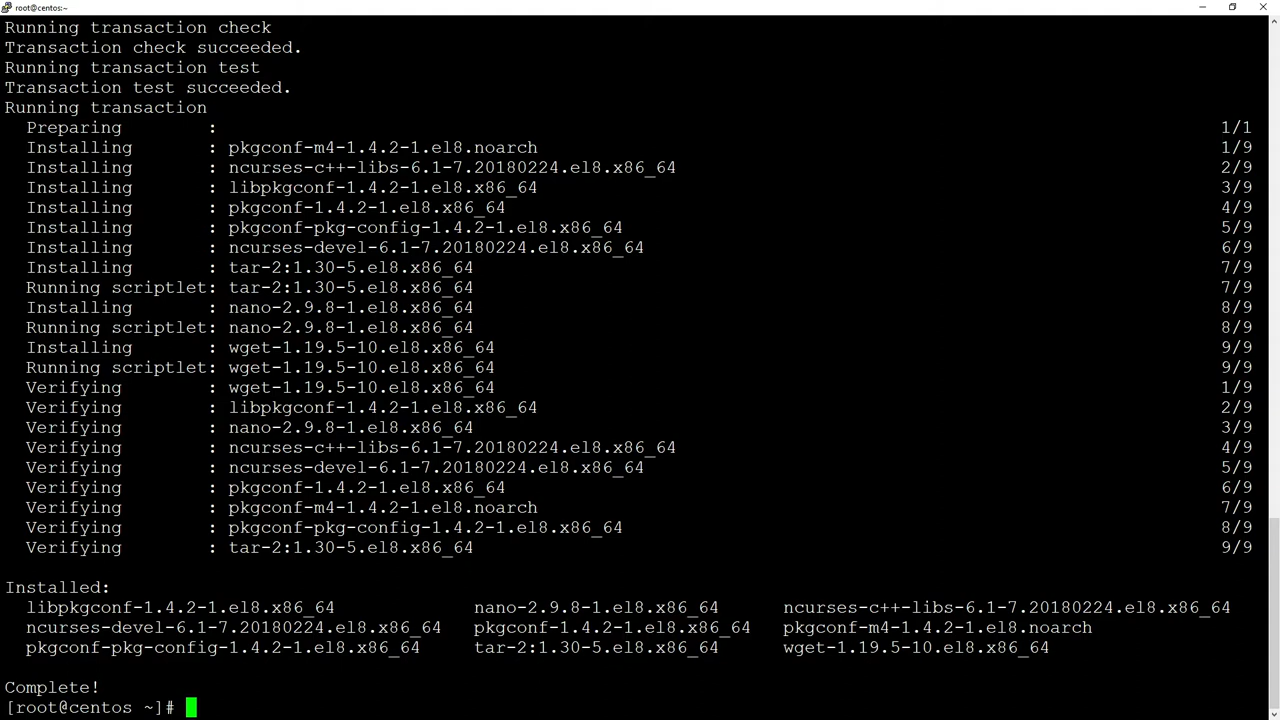 root@centos:~
Running transaction check
Transaction check succeeded.
Running transaction test
Transaction test succeeded.
Running transaction
  Preparing        :                                                                                               1/1
  Installing       : pkgconf-m4-1.4.2-1.el8.noarch                                                                 1/9
  Installing       : ncurses-c++-libs-6.1-7.20180224.el8.x86_64                                                    2/9
  Installing       : libpkgconf-1.4.2-1.el8.x86_64                                                                 3/9
  Installing       : pkgconf-1.4.2-1.el8.x86_64                                                                    4/9
  Installing       : pkgconf-pkg-config-1.4.2-1.el8.x86_64                                                         5/9
  Installing       : ncurses-devel-6.1-7.20180224.el8.x86_64                                                       6/9
  Installing       : tar-2:1.30-5.el8.x86_64                                                                       7/9
  Running scriptlet: tar-2:1.30-5.el8.x86_64                                                                       7/9
  Installing       : nano-2.9.8-1.el8.x86_64                                                                       8/9
  Running scriptlet: nano-2.9.8-1.el8.x86_64                                                                       8/9
  Installing       : wget-1.19.5-10.el8.x86_64                                                                     9/9
  Running scriptlet: wget-1.19.5-10.el8.x86_64                                                                     9/9
  Verifying        : wget-1.19.5-10.el8.x86_64                                                                     1/9
  Verifying        : libpkgconf-1.4.2-1.el8.x86_64                                                                 2/9
  Verifying        : nano-2.9.8-1.el8.x86_64                                                                       3/9
  Verifying        : ncurses-c++-libs-6.1-7.20180224.el8.x86_64                                                    4/9
  Verifying        : ncurses-devel-6.1-7.20180224.el8.x86_64                                                       5/9
  Verifying        : pkgconf-1.4.2-1.el8.x86_64                                                                    6/9
  Verifying        : pkgconf-m4-1.4.2-1.el8.noarch                                                                 7/9
  Verifying        : pkgconf-pkg-config-1.4.2-1.el8.x86_64                                                         8/9
  Verifying        : tar-2:1.30-5.el8.x86_64                                                                       9/9
Installed:
  libpkgconf-1.4.2-1.el8.x86_64             nano-2.9.8-1.el8.x86_64      ncurses-c++-libs-6.1-7.20180224.el8.x86_64
  ncurses-devel-6.1-7.20180224.el8.x86_64   pkgconf-1.4.2-1.el8.x86_64   pkgconf-m4-1.4.2-1.el8.noarch
  pkgconf-pkg-config-1.4.2-1.el8.x86_64     tar-2:1.30-5.el8.x86_64      wget-1.19.5-10.el8.x86_64
Complete!
[root@centos ~]#